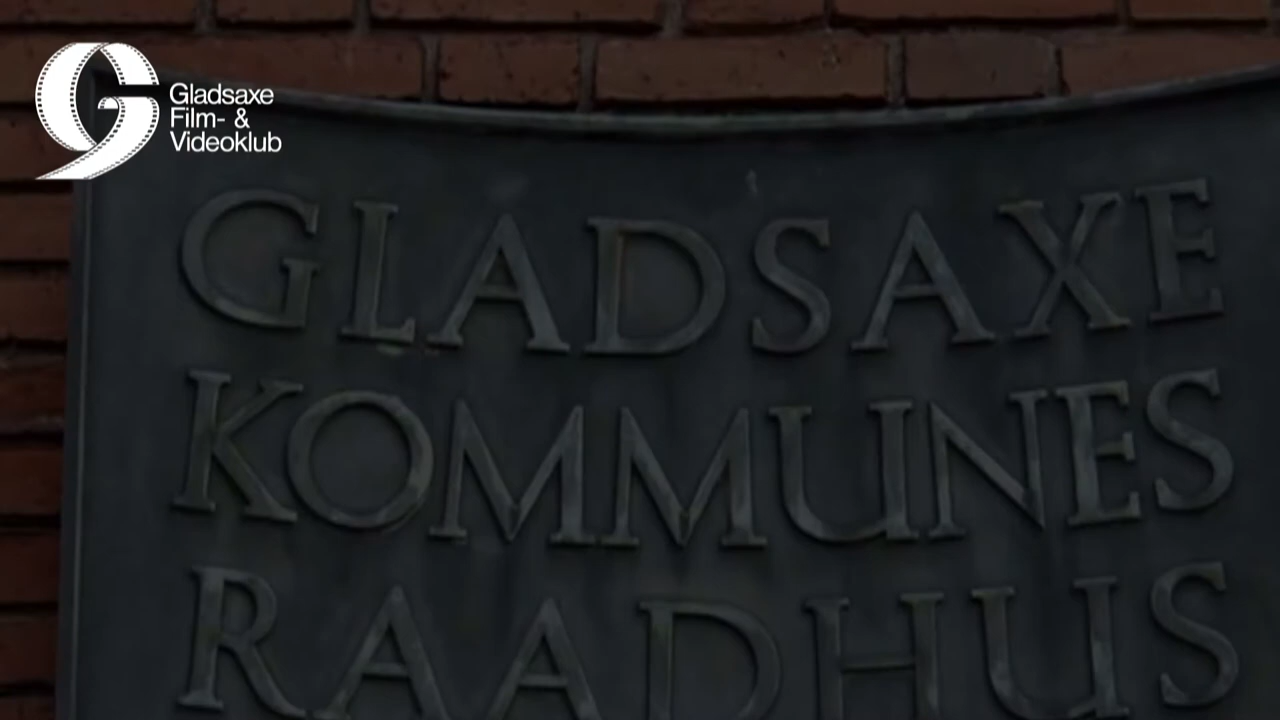 Gladsaxe
Film- &
Videoklub
GLADSAXE
KOMMUNES
RAADHUS